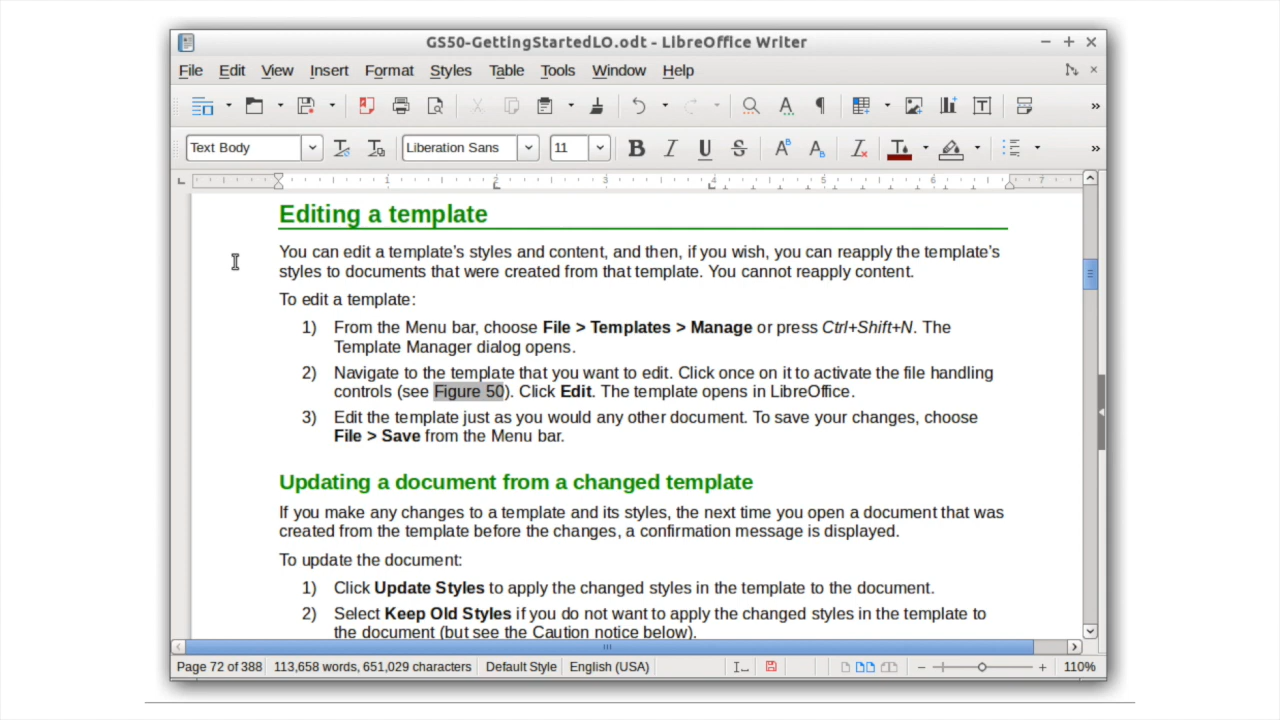 GS50-GettingStartedLO.odt - LibreOffice Writer
File Edit View Insert Format Styles Table Tools Window Help
Text Body Liberation Sans 11
1 2 3 4 5 6 7
Editing a template
You can edit a template's styles and content, and then, if you wish, you can reapply the template's
styles to documents that were created from that template. You cannot reapply content.
To edit a template:
1) From the Menu bar, choose File > Templates > Manage or press Ctrl+Shift+N. The
Template Manager dialog opens.
2) Navigate to the template that you want to edit. Click once on it to activate the file handling
controls (see Figure 50). Click Edit. The template opens in LibreOffice.
3) Edit the template just as you would any other document. To save your changes, choose
File > Save from the Menu bar.
Updating a document from a changed template
If you make any changes to a template and its styles, the next time you open a document that was
created from the template before the changes, a confirmation message is displayed.
To update the document:
1) Click Update Styles to apply the changed styles in the template to the document.
2) Select Keep Old Styles if you do not want to apply the changed styles in the template to
the document (but see the Caution notice below).
Page 72 of 388 113,658 words, 651,029 characters Default Style English (USA) 110%